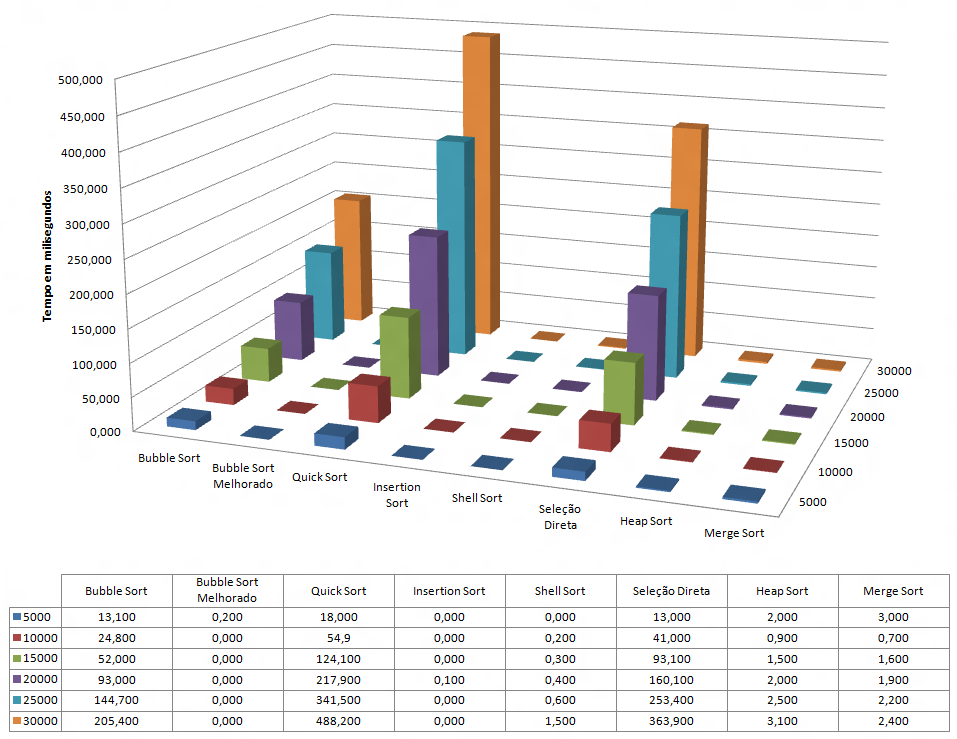 500,000
450,000
400,000
350,000
300,000
250,000
200,000
150,000
100,000
50,000
0,000
Tempo em milisegundos
Bubble Sort
Bubble Sort
Melhorado
Quick Sort
Insertion
Sort
Shell Sort
Seleção
Direta
Heap Sort
Merge Sort
30000
25000
20000
15000
10000
5000
Bubble Sort Bubble Sort Melhorado Quick Sort Insertion Sort Shell Sort Seleção Direta Heap Sort Merge Sort
5000 13,100 0,200 18,000 0,000 0,000 13,000 2,000 3,000
10000 24,800 0,000 54,9 0,000 0,200 41,000 0,900 0,700
15000 52,000 0,000 124,100 0,000 0,300 93,100 1,500 1,600
20000 93,000 0,000 217,900 0,100 0,400 160,100 2,000 1,900
25000 144,700 0,000 341,500 0,000 0,600 253,400 2,500 2,200
30000 205,400 0,000 488,200 0,000 1,500 363,900 3,100 2,400